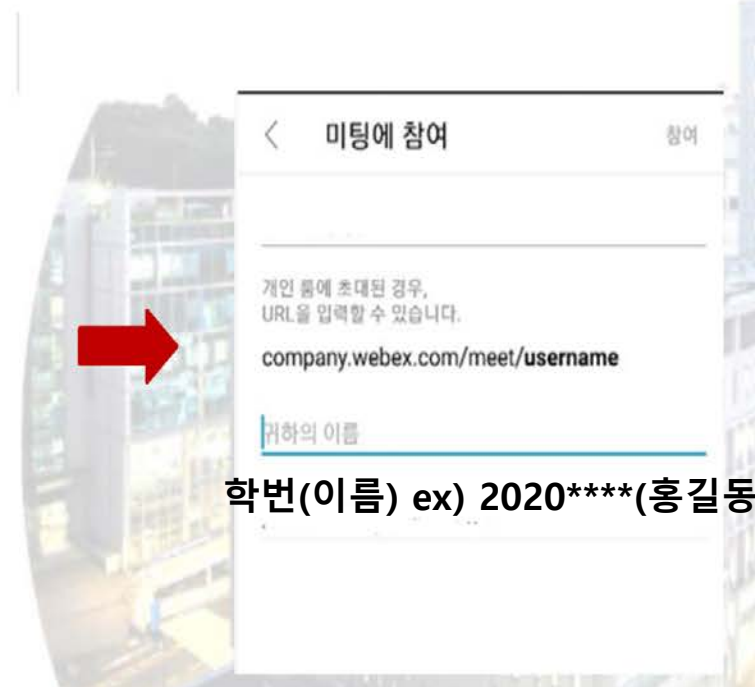 미팅에 참여
참여
개인 룸에 초대된 경우,
URL을 입력할 수 있습니다.
company.webex.com/meet/username
귀하의 이름
학번(이름) ex) 2020****(홍길동